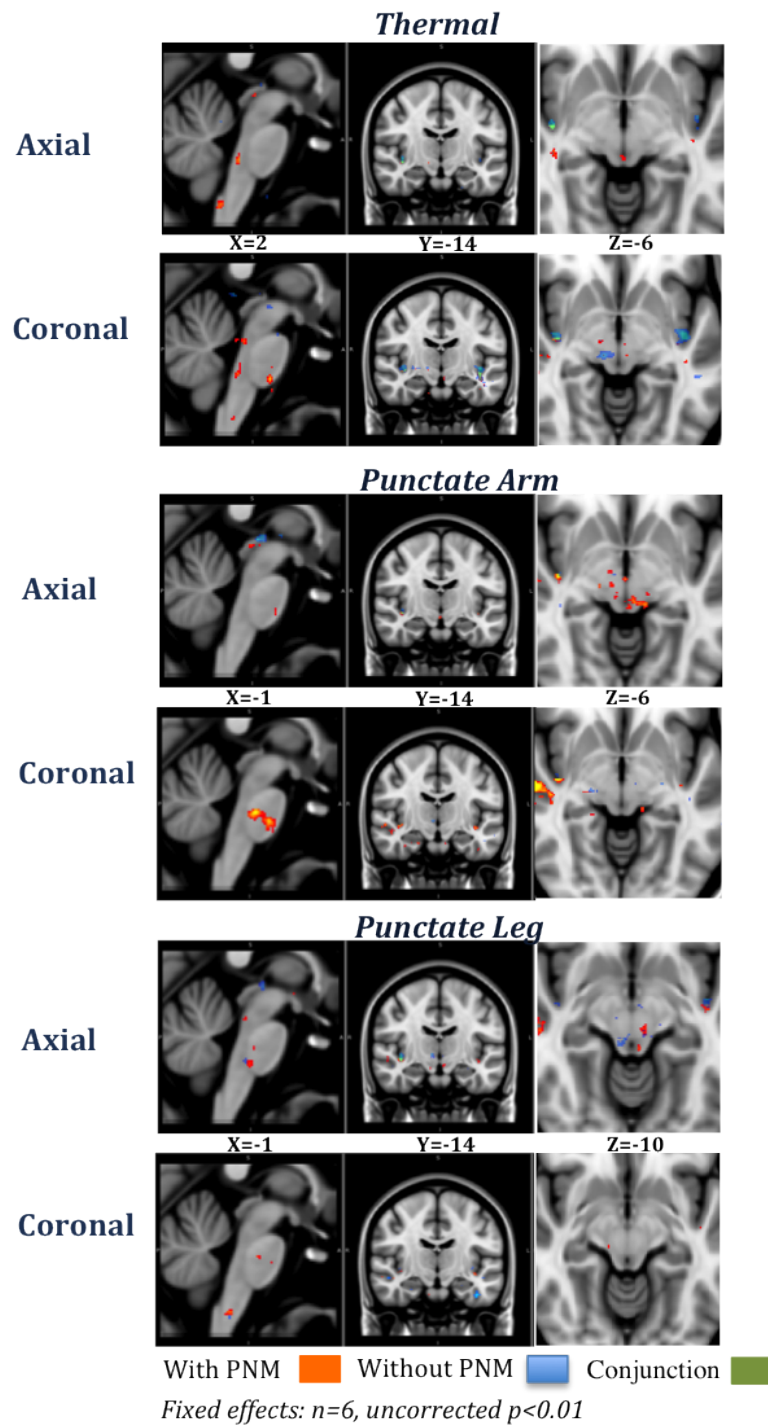 Thermal
Axial
X=2 Y=-14 Z=-6
Coronal
Punctate Arm
Axial
X=-1 Y=-14 Z=-6
Coronal
Punctate Leg
Axial
X=-1 Y=-14 Z=-10
Coronal
With PNM Without PNM Conjunction
Fixed effects: n=6, uncorrected p<0.01